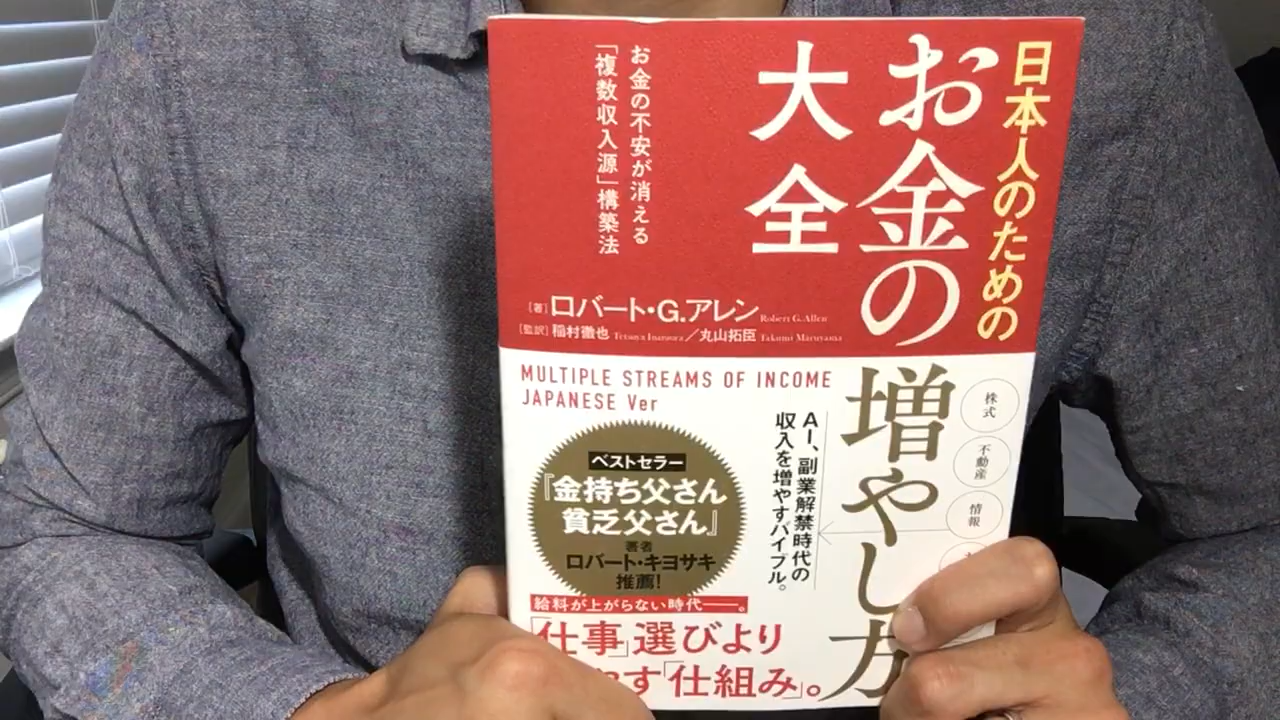 日本人のための
お金の増やし方
大全
お金の不安が消える
「複数収入源」構築法
［著］ロバート・G.アレン Robert G. Allen
［監訳］稲村徹也 Tetsuya Inamura／丸山拓臣 Takumi Maruyama
MULTIPLE STREAMS OF INCOME
JAPANESE Ver
株式
不動産
情報
AI、副業解禁時代の
収入を増やすバイブル。
ベストセラー
『金持ち父さん
貧乏父さん』
著者
ロバート・キヨサキ
推薦！
給料が上がらない時代――。
「仕事」選びより
やす「仕組み」。